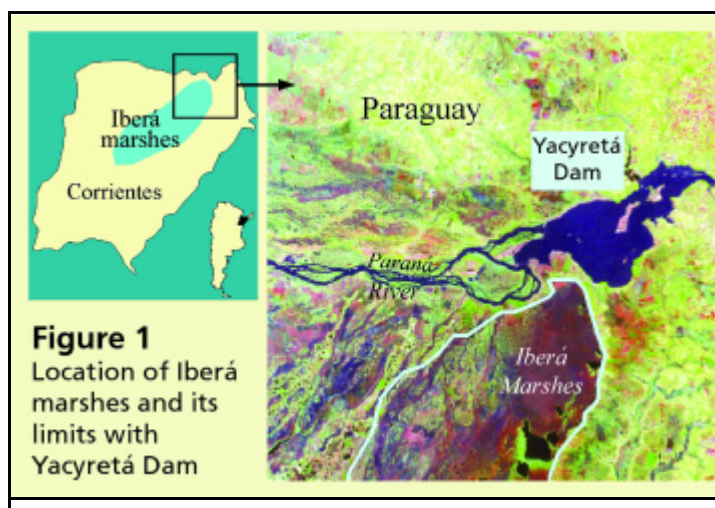 Iberá
marshes
Corrientes
Figure 1
Location of Iberá
marshes and its
limits with
Yacyretá Dam
Paraguay
Yacyretá
Dam
Paraná
River
Iberá
Marshes